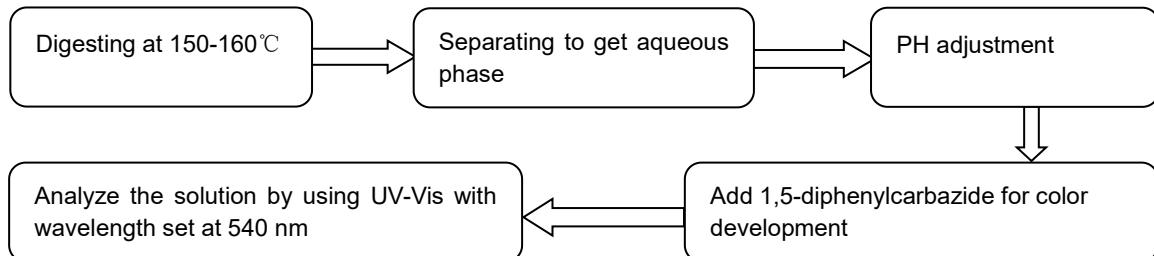 Digesting at 150-160℃
Separating to get aqueous
phase
PH adjustment
Add 1,5-diphenylcarbazide for color
development
Analyze the solution by using UV-Vis with
wavelength set at 540 nm